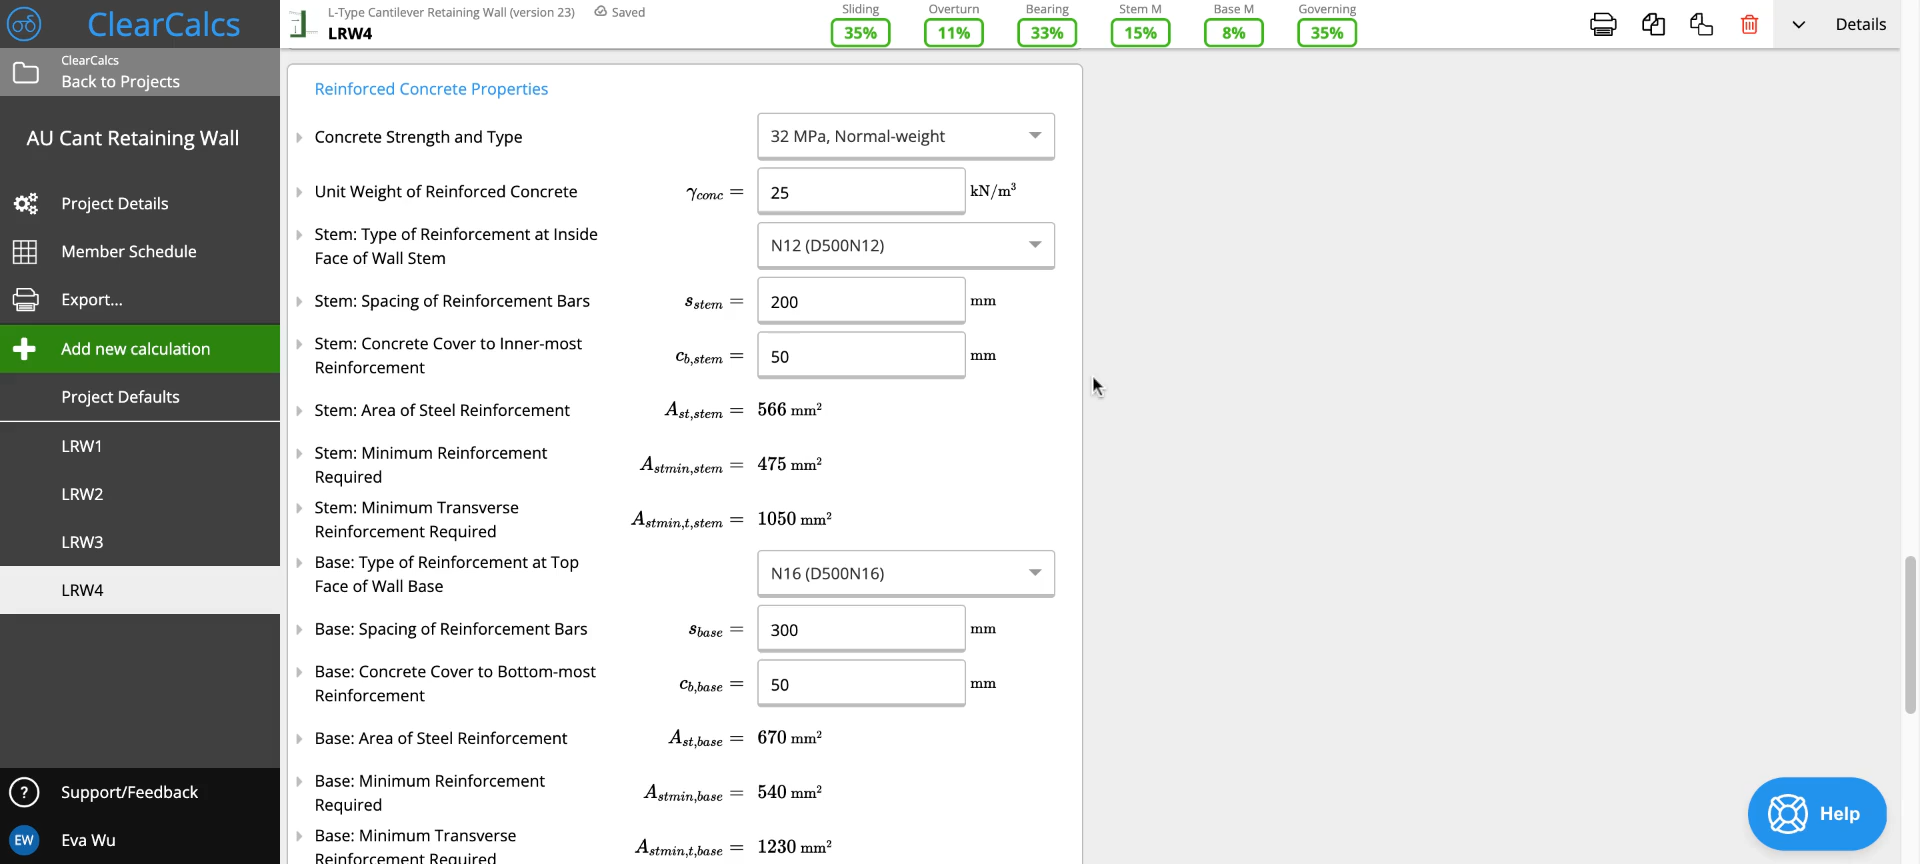 ClearCalcs
L-Type Cantilever Retaining Wall (version 23)
Saved
LRW4
Sliding
35%
Overturn
11%
Bearing
33%
Stem M
15%
Base M
8%
Governing
35%
Details
ClearCalcs
Back to Projects
AU Cant Retaining Wall
Project Details
Member Schedule
Export...
Add new calculation
Project Defaults
LRW1
LRW2
LRW3
LRW4
? Support/Feedback
EW Eva Wu
Reinforced Concrete Properties
Concrete Strength and Type
32 MPa, Normal-weight
Unit Weight of Reinforced Concrete γconc = 25 kN/m³
Stem: Type of Reinforcement at Inside
Face of Wall Stem
N12 (D500N12)
Stem: Spacing of Reinforcement Bars sstem = 200 mm
Stem: Concrete Cover to Inner-most
Reinforcement
cb,stem = 50 mm
Stem: Area of Steel Reinforcement Ast,stem = 566 mm²
Stem: Minimum Reinforcement
Required
Astmin,stem = 475 mm²
Stem: Minimum Transverse
Reinforcement Required
Astmin,t,stem = 1050 mm²
Base: Type of Reinforcement at Top
Face of Wall Base
N16 (D500N16)
Base: Spacing of Reinforcement Bars sbase = 300 mm
Base: Concrete Cover to Bottom-most
Reinforcement
cb,base = 50 mm
Base: Area of Steel Reinforcement Ast,base = 670 mm²
Base: Minimum Reinforcement
Required
Astmin,base = 540 mm²
Base: Minimum Transverse
Reinforcement Required
Astmin,t,base = 1230 mm²
Help